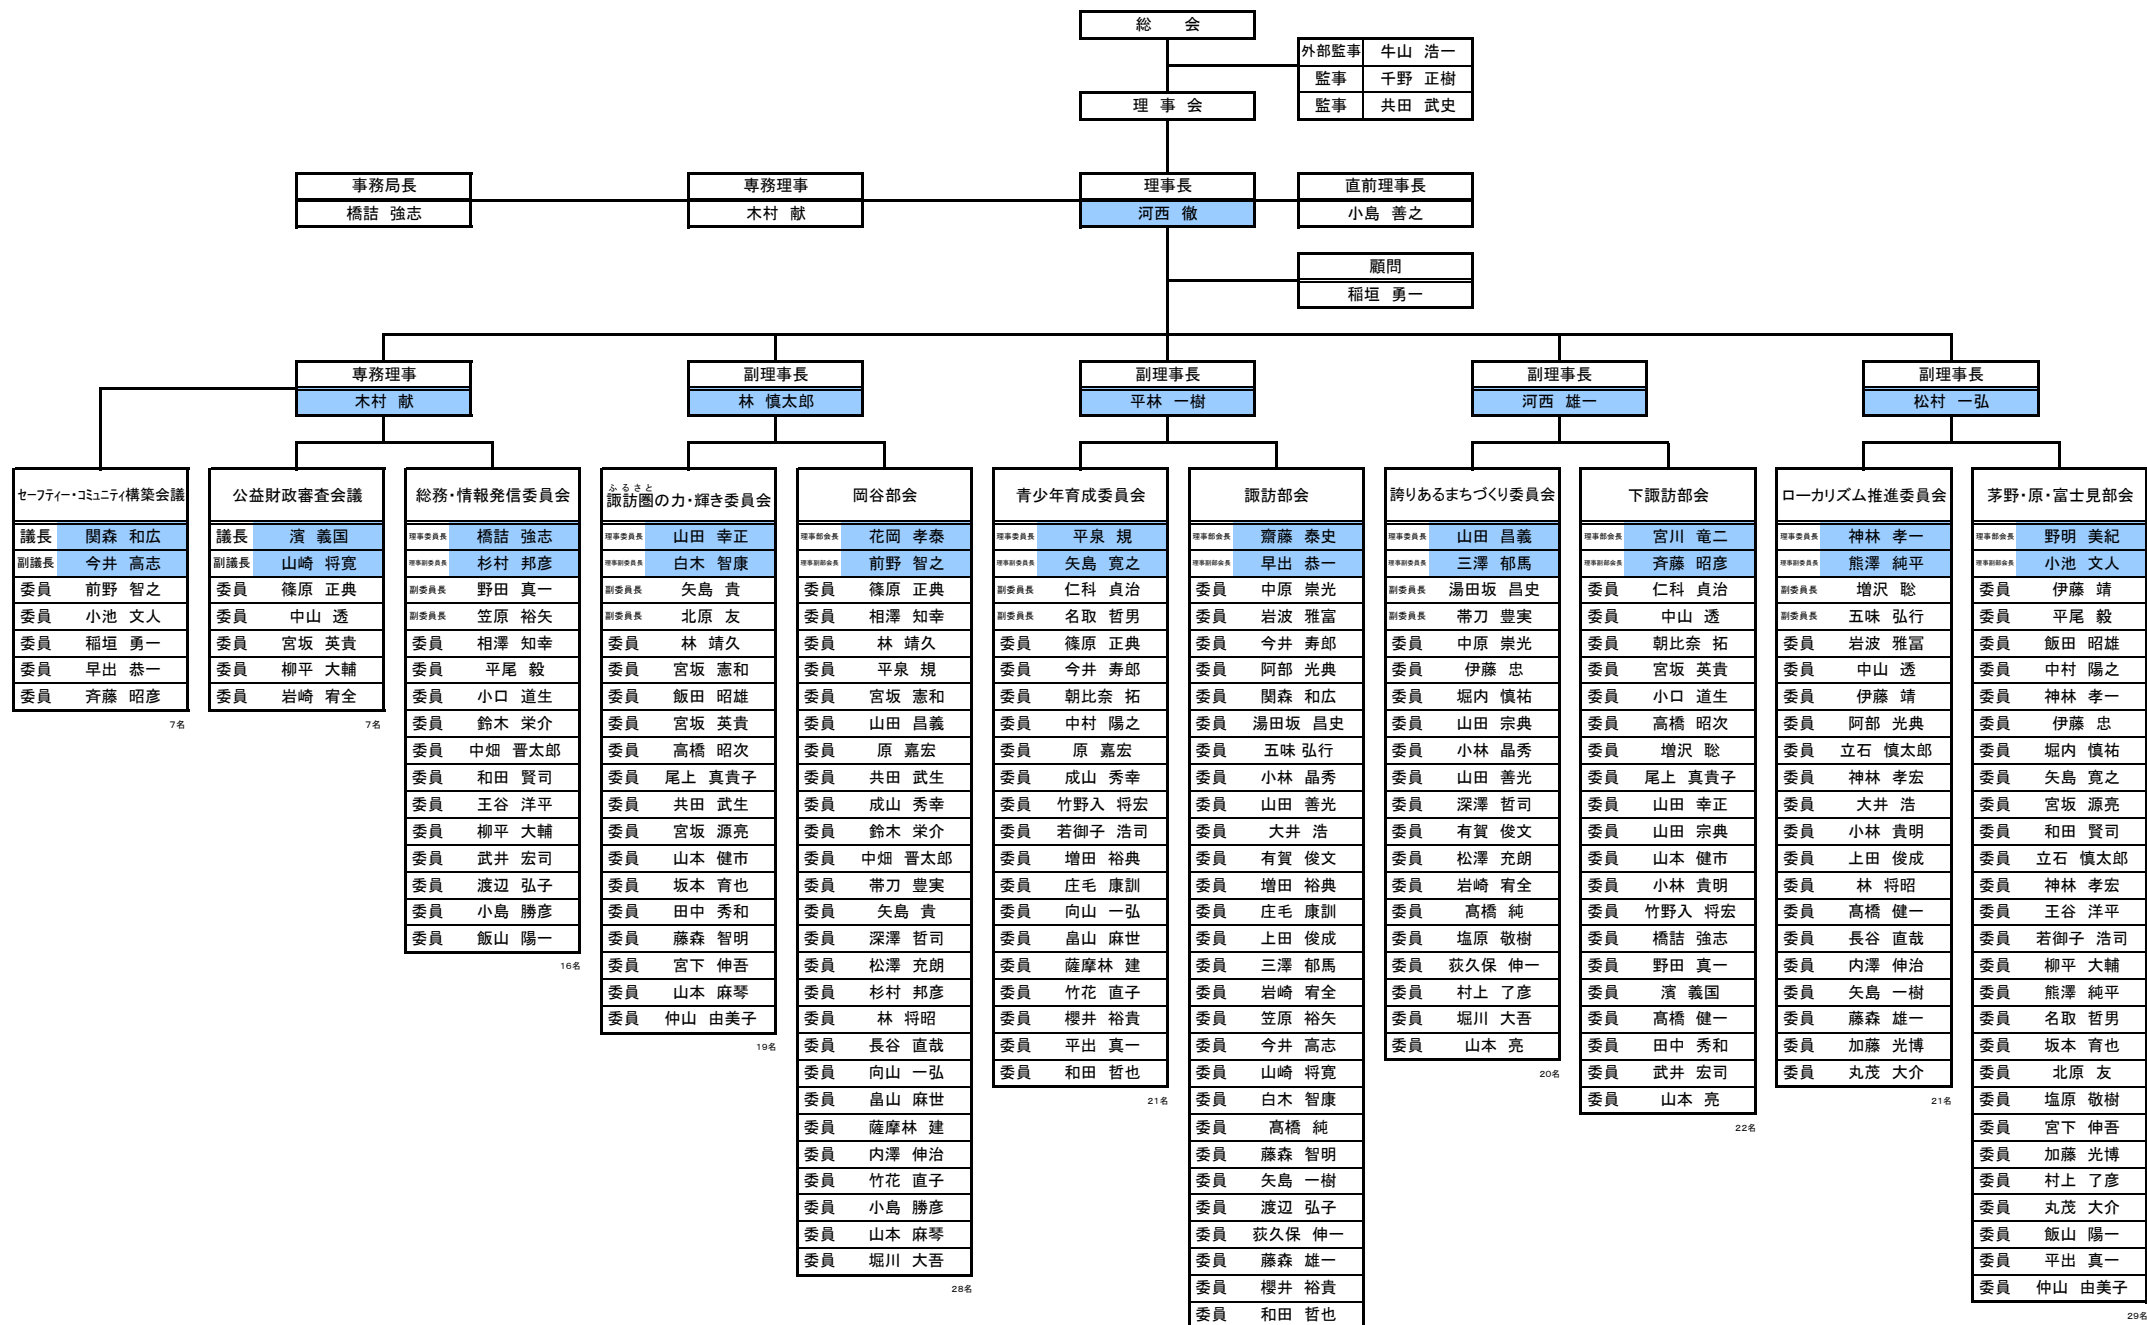 総　会
外部監事 牛山 浩一
監事 千野 正樹
監事 共田 武史
理 事 会
事務局長
橋詰 強志
専務理事
木村 献
理事長
河西 徹
直前理事長
小島 善之
顧問
稲垣 勇一
専務理事
木村 献
副理事長
林 慎太郎
副理事長
平林 一樹
副理事長
河西 雄一
副理事長
松村 一弘
セーフティー・コミュニティ構築会議
議長 関森 和広
副議長 今井 高志
委員 前野 智之
委員 小池 文人
委員 稲垣 勇一
委員 早出 恭一
委員 斉藤 昭彦
7名
公益財政審査会議
議長 濱 義国
副議長 山崎 将寛
委員 篠原 正典
委員 中山 透
委員 宮坂 英貴
委員 柳平 大輔
委員 岩崎 宥全
7名
総務・情報発信委員会
理事委員長 橋詰 強志
理事副委員長 杉村 邦彦
副委員長 野田 真一
副委員長 笠原 裕矢
委員 相澤 知幸
委員 平尾 毅
委員 小口 道生
委員 鈴木 栄介
委員 中畑 晋太郎
委員 和田 賢司
委員 王谷 洋平
委員 柳平 大輔
委員 武井 宏司
委員 渡辺 弘子
委員 小島 勝彦
委員 飯山 陽一
16名
ふるさと
諏訪圏の力・輝き委員会
理事委員長 山田 幸正
理事副委員長 白木 智康
副委員長 矢島 貴
副委員長 北原 友
委員 林 靖久
委員 宮坂 憲和
委員 飯田 昭雄
委員 宮坂 英貴
委員 高橋 昭次
委員 尾上 真貴子
委員 共田 武生
委員 宮坂 源亮
委員 山本 健市
委員 坂本 育也
委員 田中 秀和
委員 藤森 智明
委員 宮下 伸吾
委員 山本 麻琴
委員 仲山 由美子
19名
岡谷部会
理事部会長 花岡 孝泰
理事副部会長 前野 智之
委員 篠原 正典
委員 相澤 知幸
委員 林 靖久
委員 平泉 規
委員 宮坂 憲和
委員 山田 昌義
委員 原 嘉宏
委員 共田 武生
委員 成山 秀幸
委員 鈴木 栄介
委員 中畑 晋太郎
委員 帯刀 豊実
委員 矢島 貴
委員 深澤 哲司
委員 松澤 充朗
委員 杉村 邦彦
委員 林 将昭
委員 長谷 直哉
委員 向山 一弘
委員 畠山 麻世
委員 薩摩林 建
委員 内澤 伸治
委員 竹花 直子
委員 小島 勝彦
委員 山本 麻琴
委員 堀川 大吾
28名
青少年育成委員会
理事委員長 平泉 規
理事副委員長 矢島 寛之
副委員長 仁科 貞治
副委員長 名取 哲男
委員 篠原 正典
委員 今井 寿郎
委員 朝比奈 拓
委員 中村 陽之
委員 原 嘉宏
委員 成山 秀幸
委員 竹野入 将宏
委員 若御子 浩司
委員 増田 裕典
委員 庄毛 康訓
委員 向山 一弘
委員 畠山 麻世
委員 薩摩林 建
委員 竹花 直子
委員 櫻井 裕貴
委員 平出 真一
委員 和田 哲也
21名
諏訪部会
理事部会長 齋藤 泰史
理事副部会長 早出 恭一
委員 中原 崇光
委員 岩波 雅富
委員 今井 寿郎
委員 阿部 光典
委員 関森 和広
委員 湯田坂 昌史
委員 五味 弘行
委員 小林 晶秀
委員 山田 善光
委員 大井 浩
委員 有賀 俊文
委員 増田 裕典
委員 庄毛 康訓
委員 上田 俊成
委員 三澤 郁馬
委員 岩崎 宥全
委員 笠原 裕矢
委員 今井 高志
委員 山崎 将寛
委員 白木 智康
委員 髙橋 純
委員 藤森 智明
委員 矢島 一樹
委員 渡辺 弘子
委員 荻久保 伸一
委員 藤森 雄一
委員 櫻井 裕貴
委員 和田 哲也
誇りあるまちづくり委員会
理事委員長 山田 昌義
理事副委員長 三澤 郁馬
副委員長 湯田坂 昌史
副委員長 帯刀 豊実
委員 中原 崇光
委員 伊藤 忠
委員 堀内 慎祐
委員 山田 宗典
委員 小林 晶秀
委員 山田 善光
委員 深澤 哲司
委員 有賀 俊文
委員 松澤 充朗
委員 岩崎 宥全
委員 髙橋 純
委員 塩原 敬樹
委員 荻久保 伸一
委員 村上 了彦
委員 堀川 大吾
委員 山本 亮
20名
下諏訪部会
理事部会長 宮川 竜二
理事副部会長 斉藤 昭彦
委員 仁科 貞治
委員 中山 透
委員 朝比奈 拓
委員 宮坂 英貴
委員 小口 道生
委員 高橋 昭次
委員 増沢 聡
委員 尾上 真貴子
委員 山田 幸正
委員 山田 宗典
委員 山本 健市
委員 小林 貴明
委員 竹野入 将宏
委員 橋詰 強志
委員 野田 真一
委員 濱 義国
委員 髙橋 健一
委員 田中 秀和
委員 武井 宏司
委員 山本 亮
22名
ローカリズム推進委員会
理事委員長 神林 孝一
理事副委員長 熊澤 純平
副委員長 増沢 聡
副委員長 五味 弘行
委員 岩波 雅冨
委員 中山 透
委員 伊藤 靖
委員 阿部 光典
委員 立石 慎太郎
委員 神林 孝宏
委員 大井 浩
委員 小林 貴明
委員 上田 俊成
委員 林 将昭
委員 髙橋 健一
委員 長谷 直哉
委員 内澤 伸治
委員 矢島 一樹
委員 藤森 雄一
委員 加藤 光博
委員 丸茂 大介
21名
茅野・原・富士見部会
理事部会長 野明 美紀
理事副部会長 小池 文人
委員 伊藤 靖
委員 平尾 毅
委員 飯田 昭雄
委員 中村 陽之
委員 神林 孝一
委員 伊藤 忠
委員 堀内 慎祐
委員 矢島 寛之
委員 宮坂 源亮
委員 和田 賢司
委員 立石 慎太郎
委員 神林 孝宏
委員 王谷 洋平
委員 若御子 浩司
委員 柳平 大輔
委員 熊澤 純平
委員 名取 哲男
委員 坂本 育也
委員 北原 友
委員 塩原 敬樹
委員 宮下 伸吾
委員 加藤 光博
委員 村上 了彦
委員 丸茂 大介
委員 飯山 陽一
委員 平出 真一
委員 仲山 由美子
29名